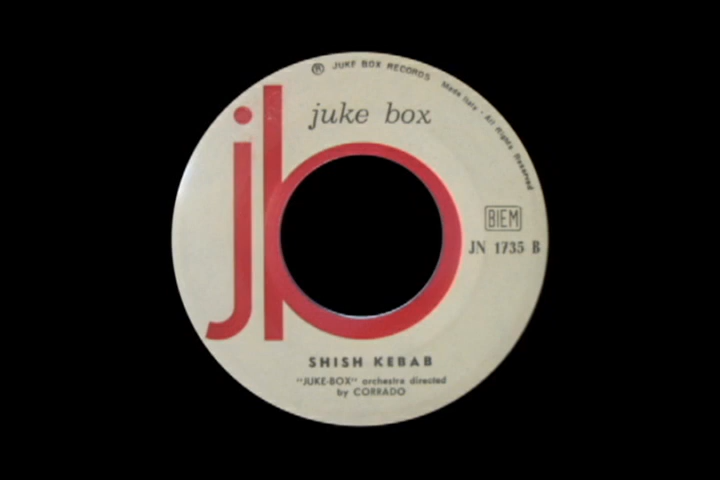 ® JUKE BOX RECORDS Made Italy - All Rights Reserved
juke box
jb
BIEM
JN 1735 B
SHISH KEBAB
"JUKE-BOX" orchestra directed
by CORRADO